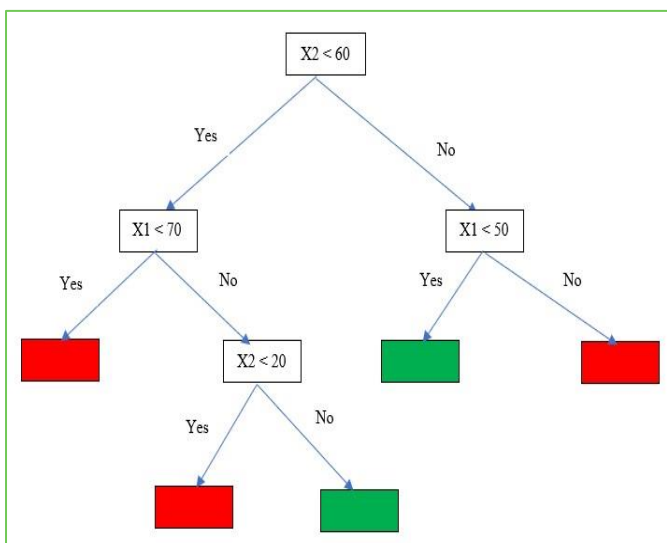 X2 < 60
Yes
No
X1 < 70
X1 < 50
Yes
No
Yes
No
X2 < 20
Yes
No